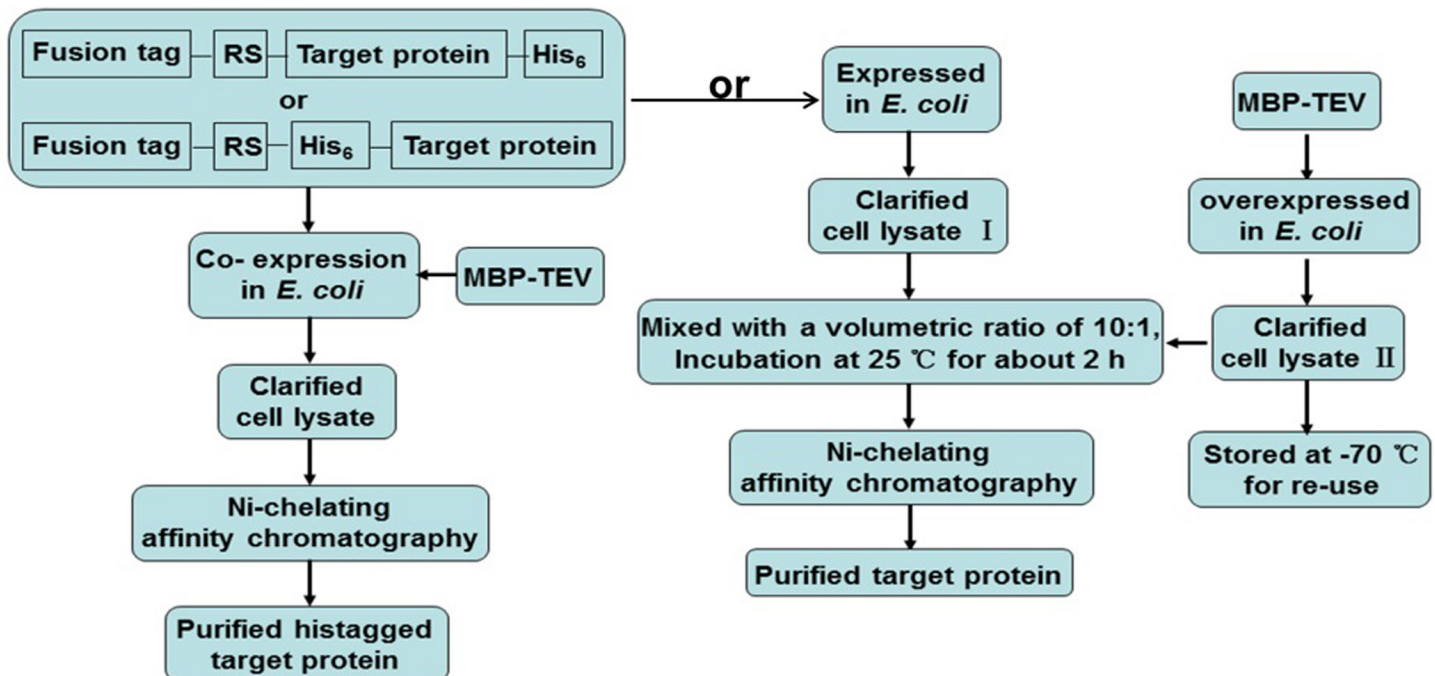 Fusion tag RS Target protein His₆
or
Fusion tag RS His₆ Target protein
Co- expression
in E. coli
MBP-TEV
Clarified
cell lysate
Ni-chelating
affinity chromatography
Purified histagged
target protein
or
Expressed
in E. coli
Clarified
cell lysate Ⅰ
Mixed with a volumetric ratio of 10:1,
Incubation at 25 ℃ for about 2 h
Ni-chelating
affinity chromatography
Purified target protein
MBP-TEV
overexpressed
in E. coli
Clarified
cell lysate Ⅱ
Stored at -70 ℃
for re-use